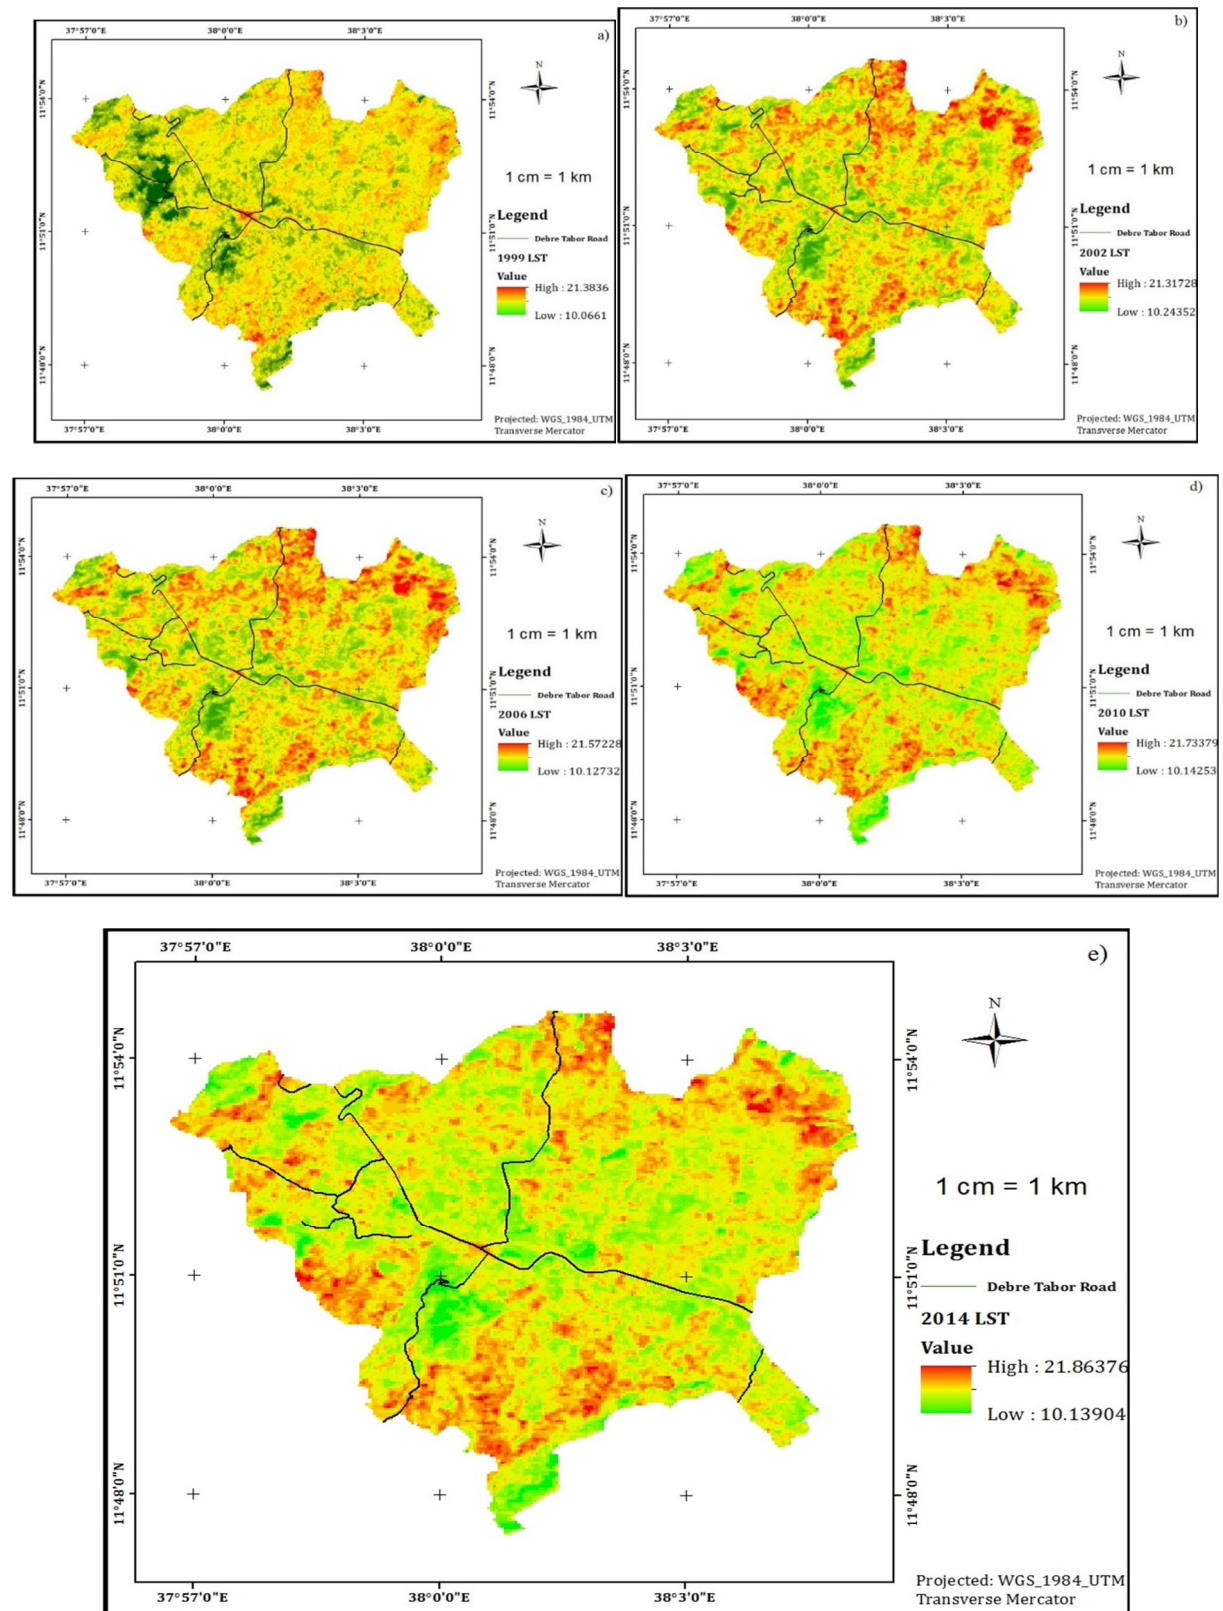 a)
37°57'0"E 38°0'0"E 38°3'0"E
11°54'0"N 11°54'0"N
N
1 cm = 1 km
Legend
Debre Tabor Road
11°51'0"N 11°51'0"N
1999 LST
Value
High : 21.3836
Low : 10.0661
11°48'0"N 11°48'0"N
Projected: WGS_1984_UTM
Transverse Mercator
37°57'0"E 38°0'0"E 38°3'0"E
b)
37°57'0"E 38°0'0"E 38°3'0"E
11°54'0"N 11°54'0"N
N
1 cm = 1 km
Legend
Debre Tabor Road
11°51'0"N 11°51'0"N
2002 LST
Value
High : 21.31728
Low : 10.24352
11°48'0"N 11°48'0"N
Projected: WGS_1984_UTM
Transverse Mercator
37°57'0"E 38°0'0"E 38°3'0"E
c)
37°57'0"E 38°0'0"E 38°3'0"E
11°54'0"N 11°54'0"N
N
1 cm = 1 km
Legend
Debre Tabor Road
11°51'0"N 11°51'0"N
2006 LST
Value
High : 21.57228
Low : 10.12732
11°48'0"N 11°48'0"N
Projected: WGS_1984_UTM
Transverse Mercator
37°57'0"E 38°0'0"E 38°3'0"E
d)
37°57'0"E 38°0'0"E 38°3'0"E
11°54'0"N 11°54'0"N
N
1 cm = 1 km
Legend
Debre Tabor Road
11°51'0"N 11°51'0"N
2010 LST
Value
High : 21.73379
Low : 10.14253
11°48'0"N 11°48'0"N
Projected: WGS_1984_UTM
Transverse Mercator
37°57'0"E 38°0'0"E 38°3'0"E
e)
37°57'0"E 38°0'0"E 38°3'0"E
11°54'0"N 11°54'0"N
N
1 cm = 1 km
Legend
Debre Tabor Road
11°51'0"N 11°51'0"N
2014 LST
Value
High : 21.86376
Low : 10.13904
11°48'0"N 11°48'0"N
Projected: WGS_1984_UTM
Transverse Mercator
37°57'0"E 38°0'0"E 38°3'0"E